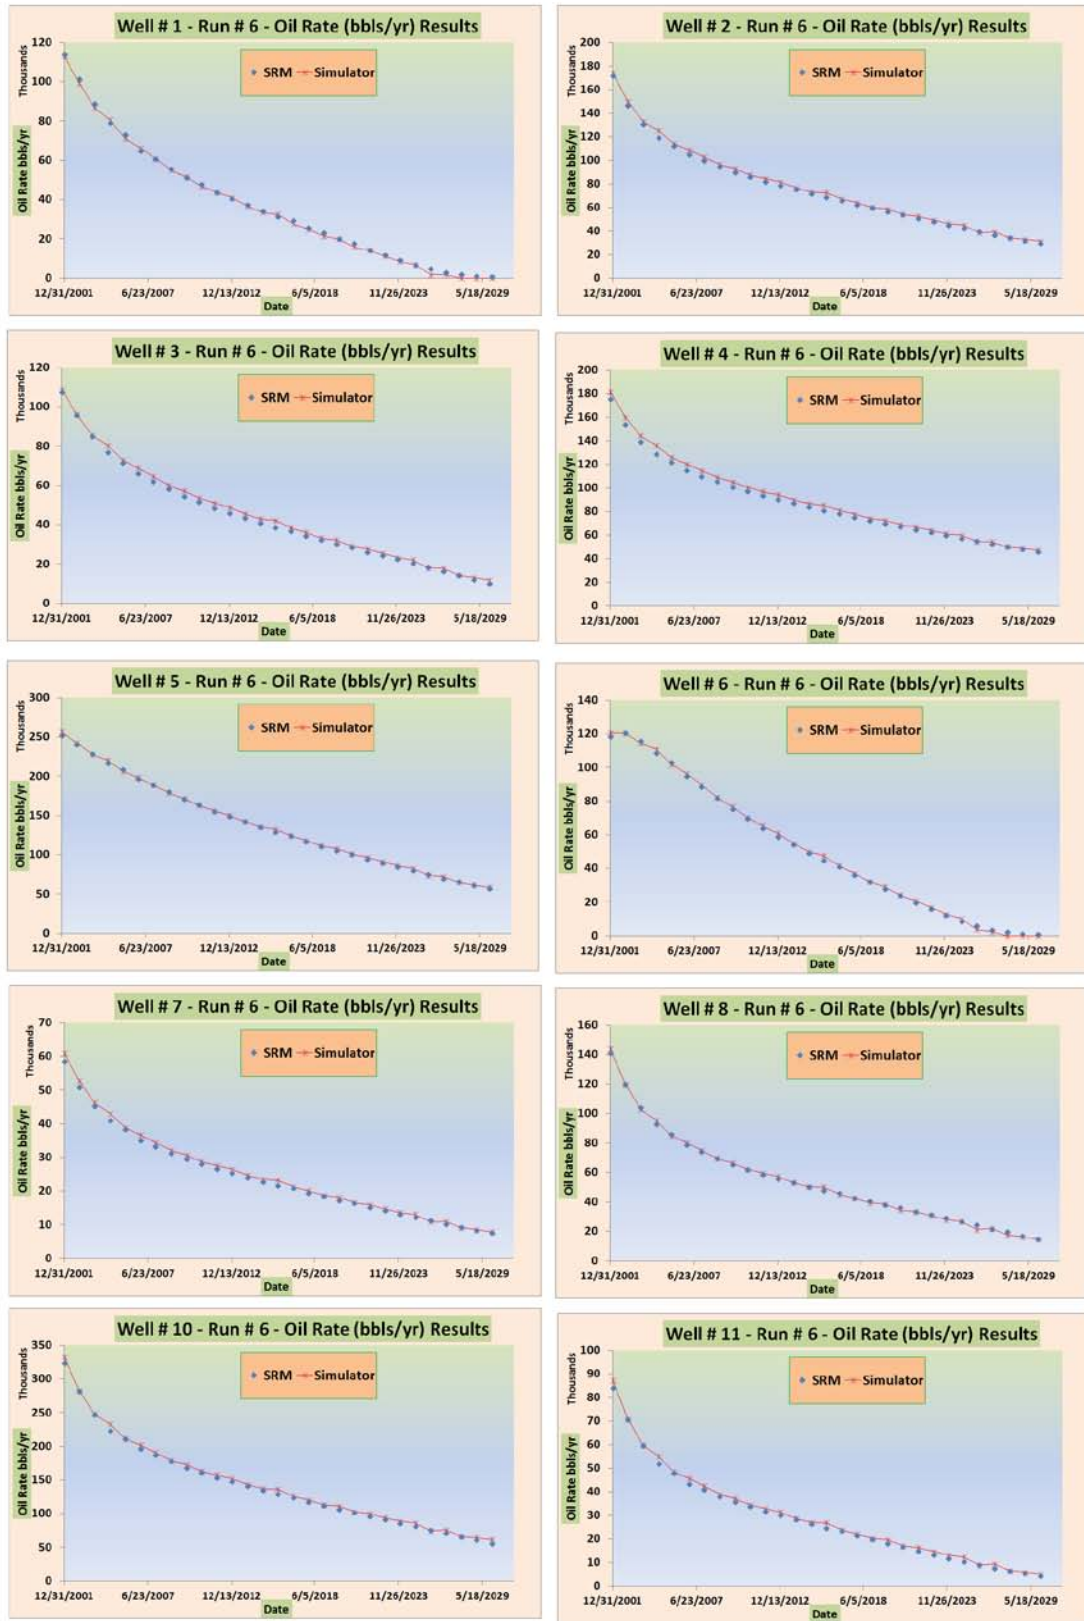 Well # 1 - Run # 6 - Oil Rate (bbls/yr) Results
Thousands
Oil Rate bbls/yr
120
100
80
60
40
20
0
SRM Simulator
12/31/2001 6/23/2007 12/13/2012 6/5/2018 11/26/2023 5/18/2029
Date
Well # 2 - Run # 6 - Oil Rate (bbls/yr) Results
Thousands
Oil Rate bbls/yr
200
180
160
140
120
100
80
60
40
20
0
SRM Simulator
12/31/2001 6/23/2007 12/13/2012 6/5/2018 11/26/2023 5/18/2029
Date
Well # 3 - Run # 6 - Oil Rate (bbls/yr) Results
Thousands
Oil Rate bbls/yr
120
100
80
60
40
20
0
SRM Simulator
12/31/2001 6/23/2007 12/13/2012 6/5/2018 11/26/2023 5/18/2029
Date
Well # 4 - Run # 6 - Oil Rate (bbls/yr) Results
Thousands
Oil Rate bbls/yr
200
180
160
140
120
100
80
60
40
20
0
SRM Simulator
12/31/2001 6/23/2007 12/13/2012 6/5/2018 11/26/2023 5/18/2029
Date
Well # 5 - Run # 6 - Oil Rate (bbls/yr) Results
Thousands
Oil Rate bbls/yr
300
250
200
150
100
50
0
SRM Simulator
12/31/2001 6/23/2007 12/13/2012 6/5/2018 11/26/2023 5/18/2029
Date
Well # 6 - Run # 6 - Oil Rate (bbls/yr) Results
Thousands
Oil Rate bbls/yr
140
120
100
80
60
40
20
0
SRM Simulator
12/31/2001 6/23/2007 12/13/2012 6/5/2018 11/26/2023 5/18/2029
Date
Well # 7 - Run # 6 - Oil Rate (bbls/yr) Results
Thousands
Oil Rate bbls/yr
70
60
50
40
30
20
10
0
SRM Simulator
12/31/2001 6/23/2007 12/13/2012 6/5/2018 11/26/2023 5/18/2029
Date
Well # 8 - Run # 6 - Oil Rate (bbls/yr) Results
Thousands
Oil Rate bbls/yr
160
140
120
100
80
60
40
20
0
SRM Simulator
12/31/2001 6/23/2007 12/13/2012 6/5/2018 11/26/2023 5/18/2029
Date
Well # 10 - Run # 6 - Oil Rate (bbls/yr) Results
Thousands
Oil Rate bbls/yr
350
300
250
200
150
100
50
0
SRM Simulator
12/31/2001 6/23/2007 12/13/2012 6/5/2018 11/26/2023 5/18/2029
Date
Well # 11 - Run # 6 - Oil Rate (bbls/yr) Results
Thousands
Oil Rate bbls/yr
100
90
80
70
60
50
40
30
20
10
0
SRM Simulator
12/31/2001 6/23/2007 12/13/2012 6/5/2018 11/26/2023 5/18/2029
Date